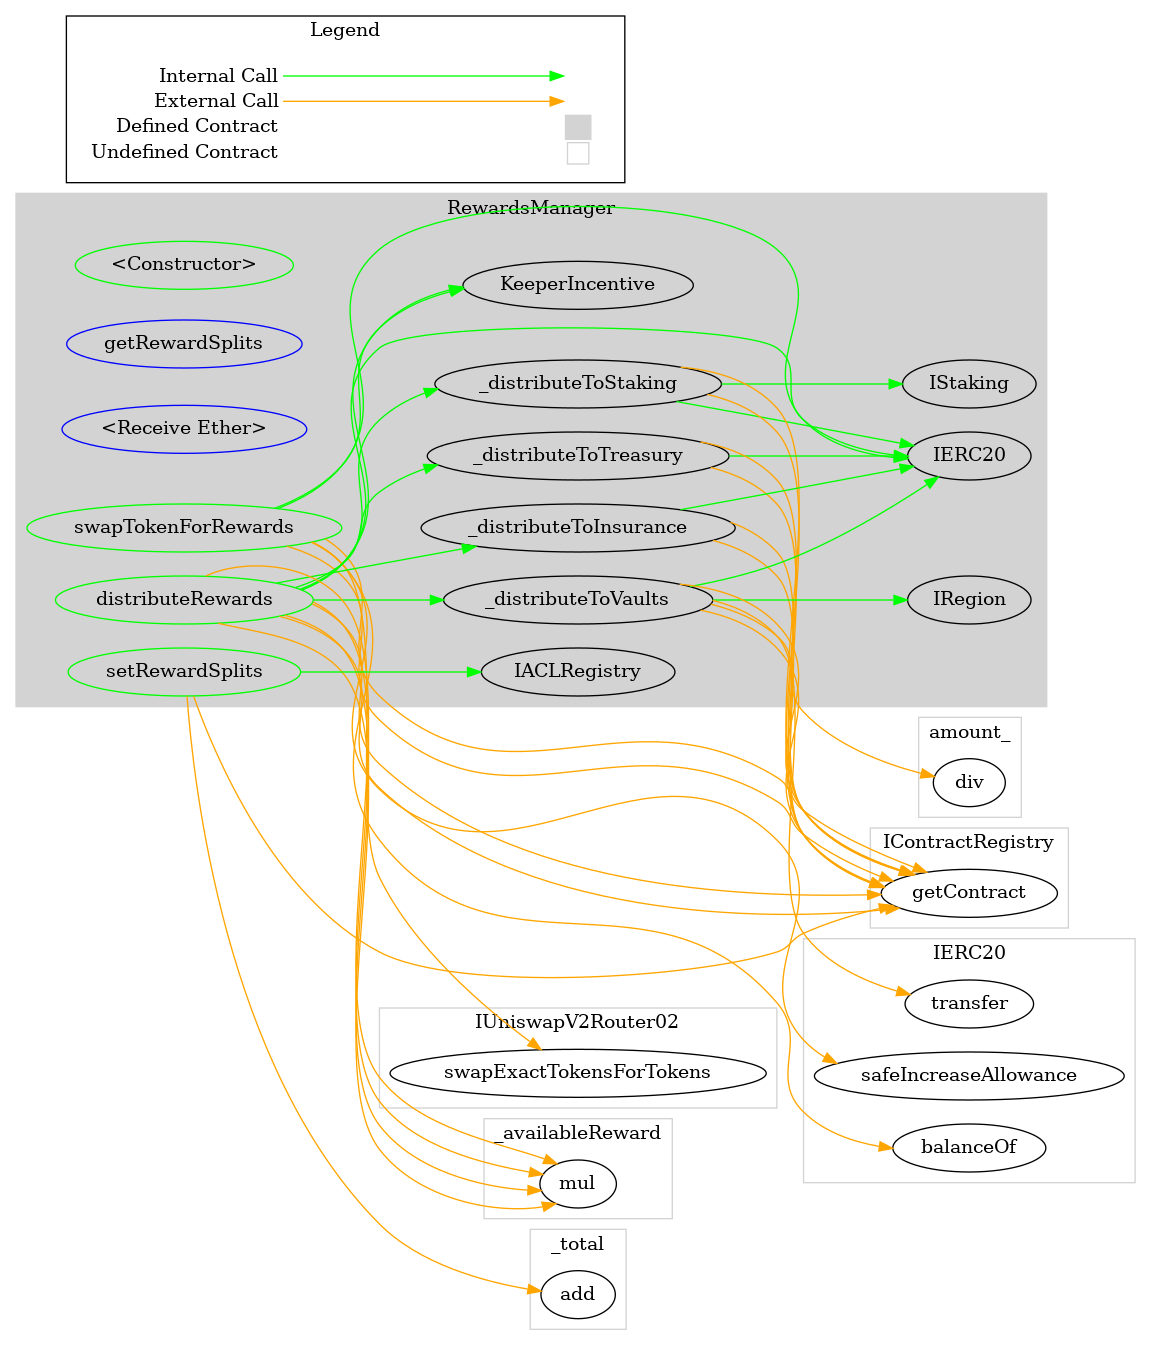 Legend
Internal Call
External Call
Defined Contract
Undefined Contract
RewardsManager
<Constructor>
getRewardSplits
<Receive Ether>
swapTokenForRewards
distributeRewards
setRewardSplits
KeeperIncentive
_distributeToStaking
_distributeToTreasury
_distributeToInsurance
_distributeToVaults
IACLRegistry
IStaking
IERC20
IRegion
amount_
div
IContractRegistry
getContract
IERC20
transfer
safeIncreaseAllowance
balanceOf
IUniswapV2Router02
swapExactTokensForTokens
_availableReward
mul
_total
add